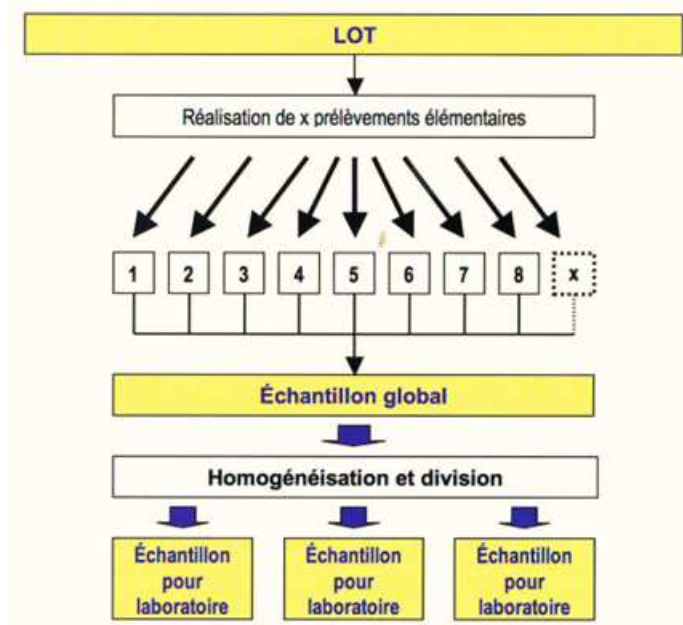 LOT
Réalisation de x prélèvements élémentaires
1 2 3 4 5 6 7 8 x
Échantillon global
Homogénéisation et division
Échantillon pour laboratoire
Échantillon pour laboratoire
Échantillon pour laboratoire